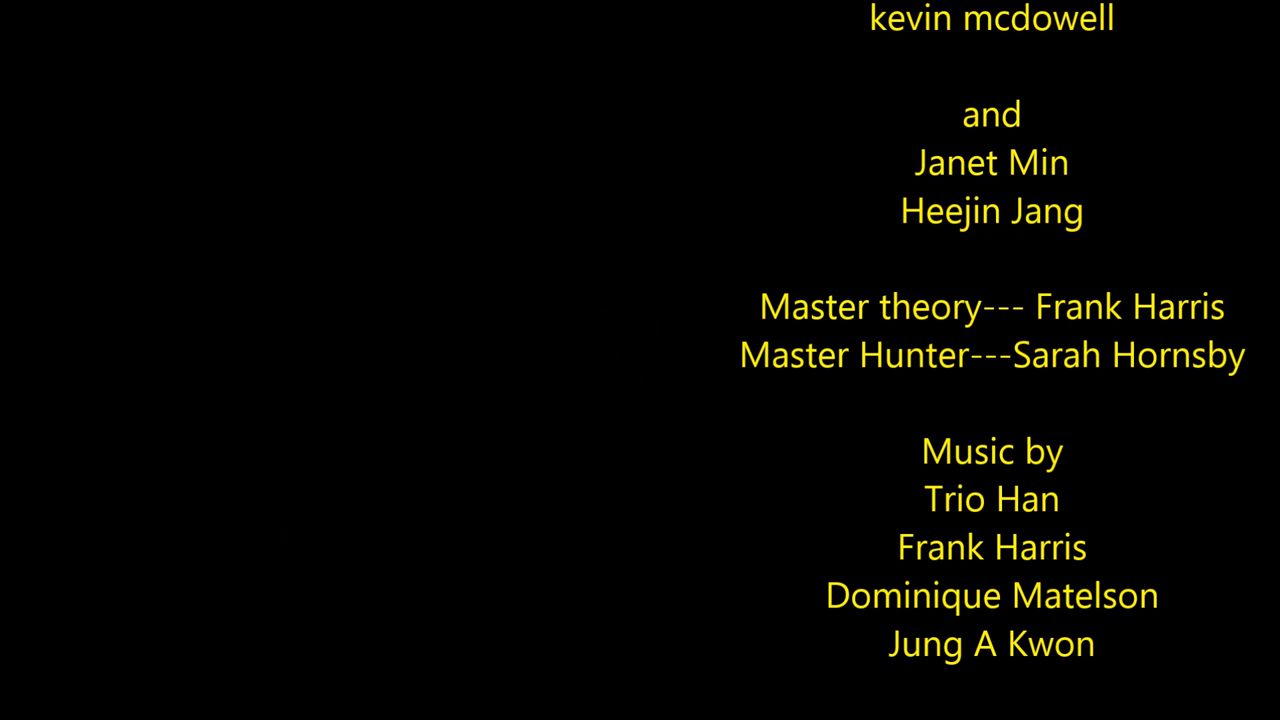 kevin mcdowell
and
Janet Min
Heejin Jang
Master theory--- Frank Harris
Master Hunter---Sarah Hornsby
Music by
Trio Han
Frank Harris
Dominique Matelson
Jung A Kwon